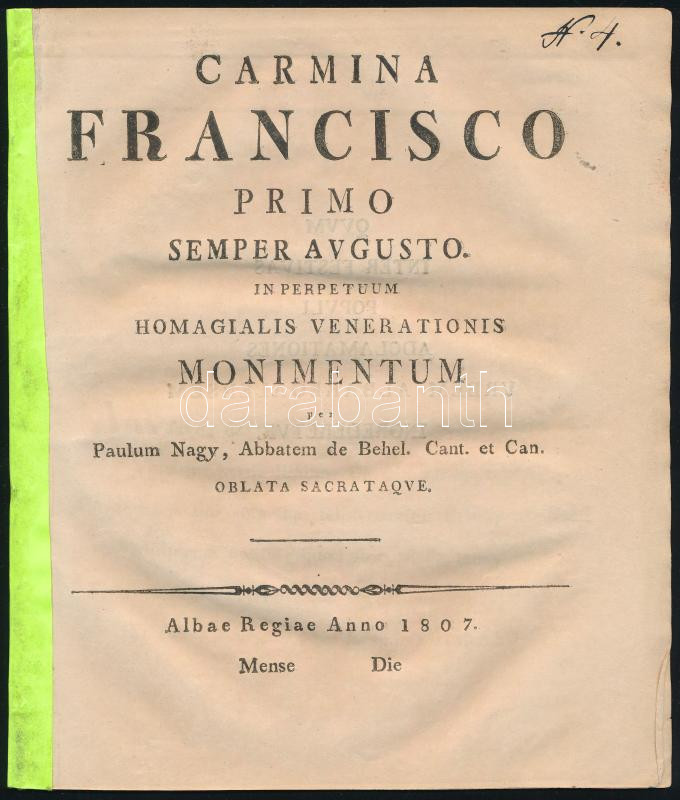 N. 4.
CARMINA
FRANCISCO
PRIMO
SEMPER AVGUSTO.
IN PERPETUUM
HOMAGIALIS VENERATIONIS
MONIMENTUM
darabanth
per
Paulum Nagy, Abbatem de Behel. Cant. et Can.
OBLATA SACRATAQVE.
Albae Regiae Anno 1807.
Mense Die